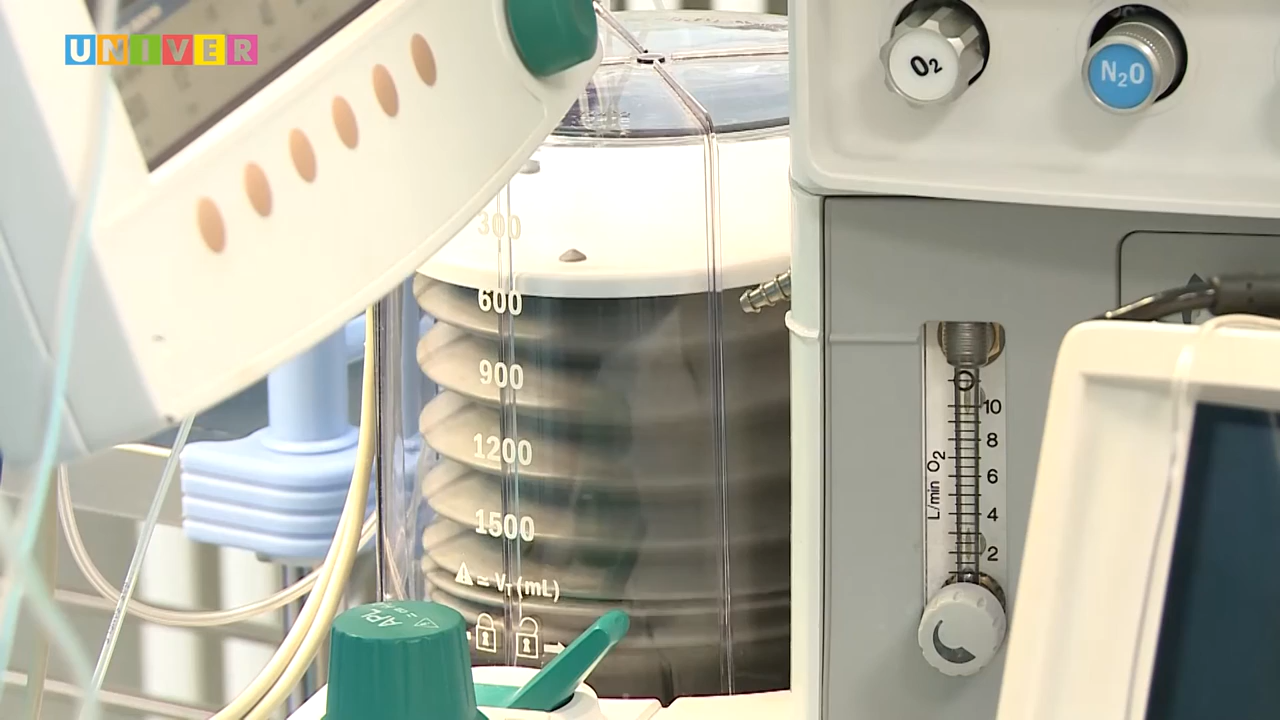 UNIVER
O2
N2O
300
600
900
1200
1500
≃ VT (mL)
APL
L/min O2
10
8
6
4
2